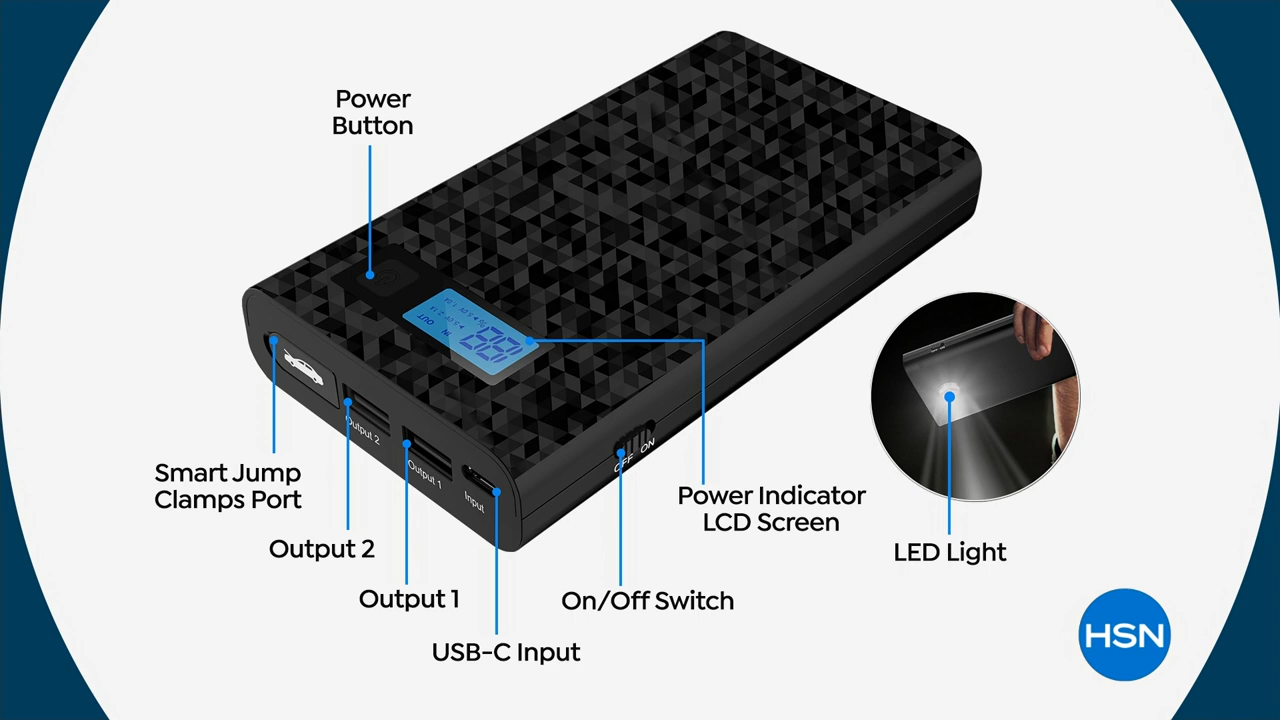 Power
Button
88
%
IN
OUT
Output 2
Output 1
Input
OFF ON
Smart Jump
Clamps Port
Output 2
Output 1
USB-C Input
On/Off Switch
Power Indicator
LCD Screen
LED Light
HSN